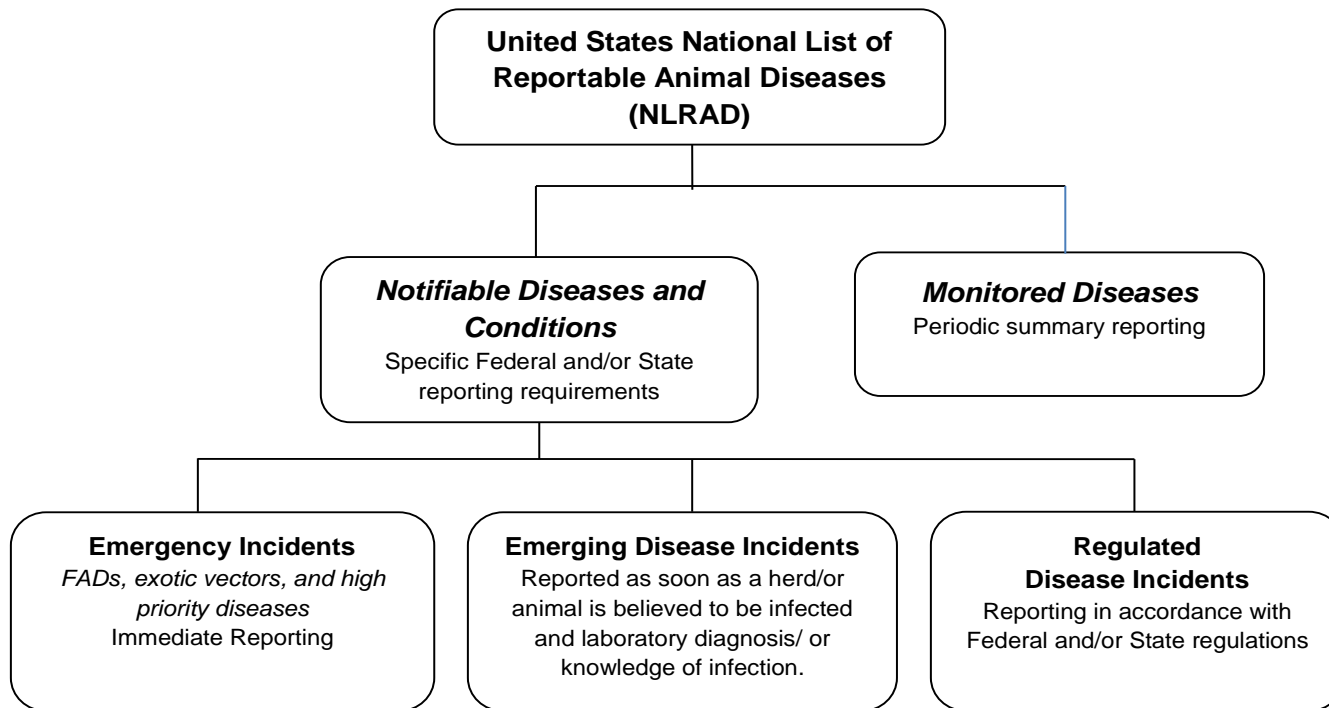 United States National List of
Reportable Animal Diseases
(NLRAD)
Notifiable Diseases and
Conditions
Specific Federal and/or State
reporting requirements
Monitored Diseases
Periodic summary reporting
Emergency Incidents
FADs, exotic vectors, and high
priority diseases
Immediate Reporting
Emerging Disease Incidents
Reported as soon as a herd/or
animal is believed to be infected
and laboratory diagnosis/ or
knowledge of infection.
Regulated
Disease Incidents
Reporting in accordance with
Federal and/or State regulations